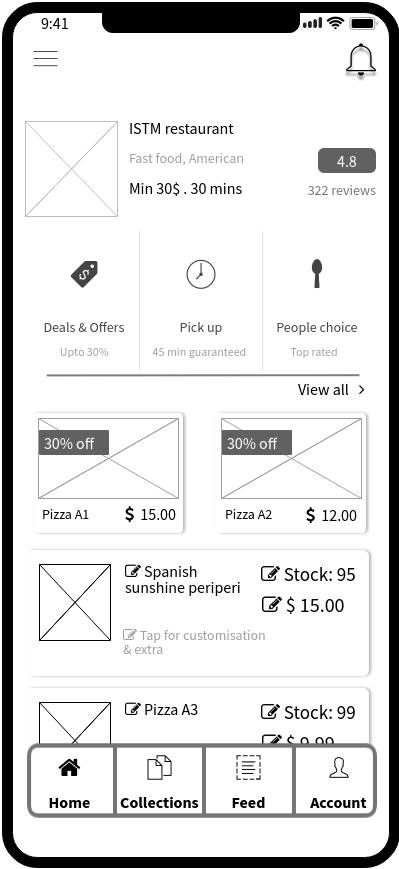 9:41
ISTM restaurant
Fast food, American
4.8
Min 30$ . 30 mins
322 reviews
Deals & Offers
Pick up
People choice
Upto 30%
45 min guaranteed
Top rated
View all
30% off
30% off
Pizza A1
$ 15.00
Pizza A2
$ 12.00
Spanish
sunshine periperi
Stock: 95
$ 15.00
Tap for customisation
& extra
Pizza A3
Stock: 99
$ 9.99
Home
Collections
Feed
Account